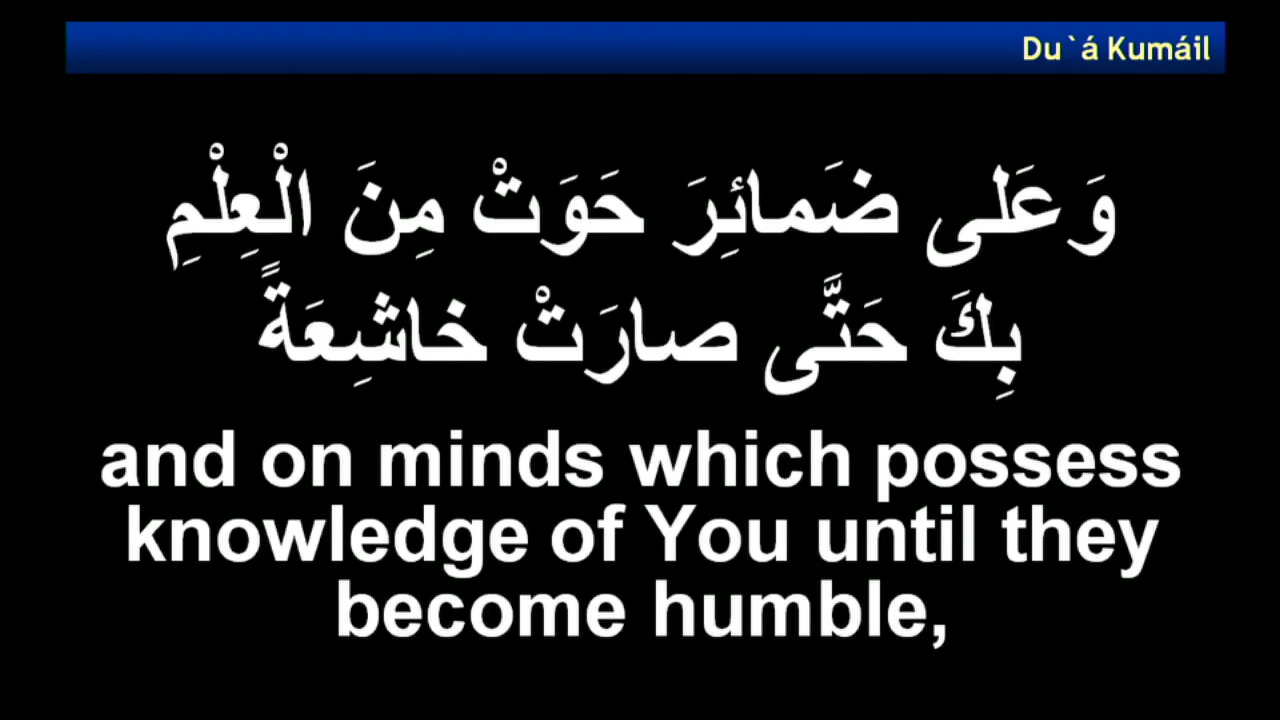 Du`á Kumáil
وَعَلى ضَمائِرَ حَوَتْ مِنَ الْعِلْمِ
بِكَ حَتَّى صارَتْ خاشِعَةً
and on minds which possess
knowledge of You until they
become humble,